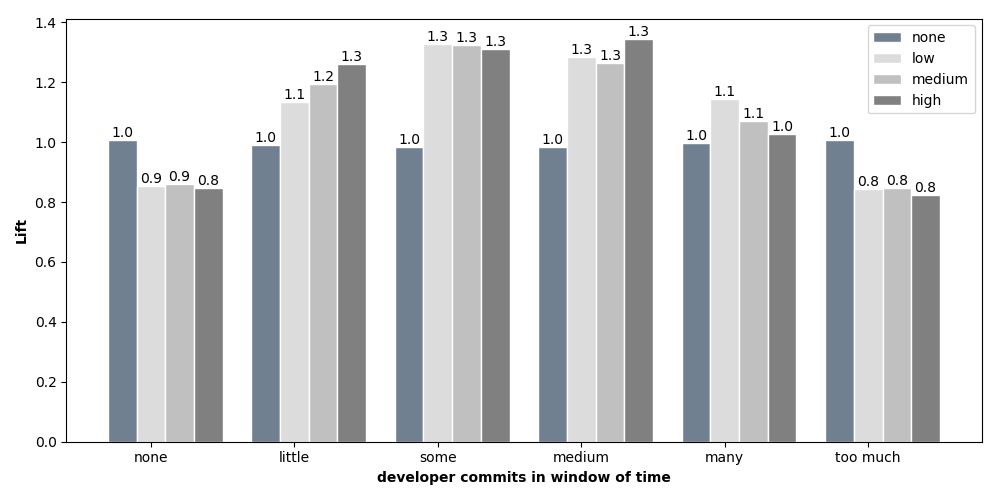 1.4
1.2
1.0
0.8
0.6
0.4
0.2
0.0
Lift
1.0 0.9 0.9 0.8
1.0 1.1 1.2 1.3
1.0 1.3 1.3 1.3
1.0 1.3 1.3 1.3
1.0 1.1 1.1 1.0
1.0 0.8 0.8 0.8
none
low
medium
high
none little some medium many too much
developer commits in window of time